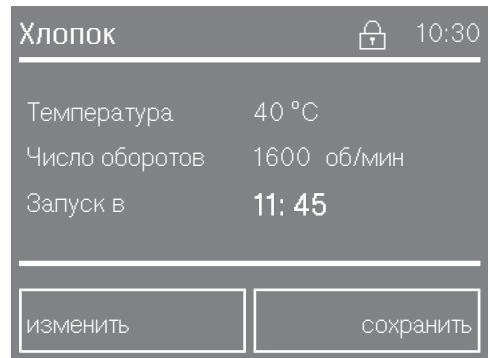 Хлопок 10:30
Температура 40 °C
Число оборотов 1600 об/мин
Запуск в 11: 45
изменить сохранить